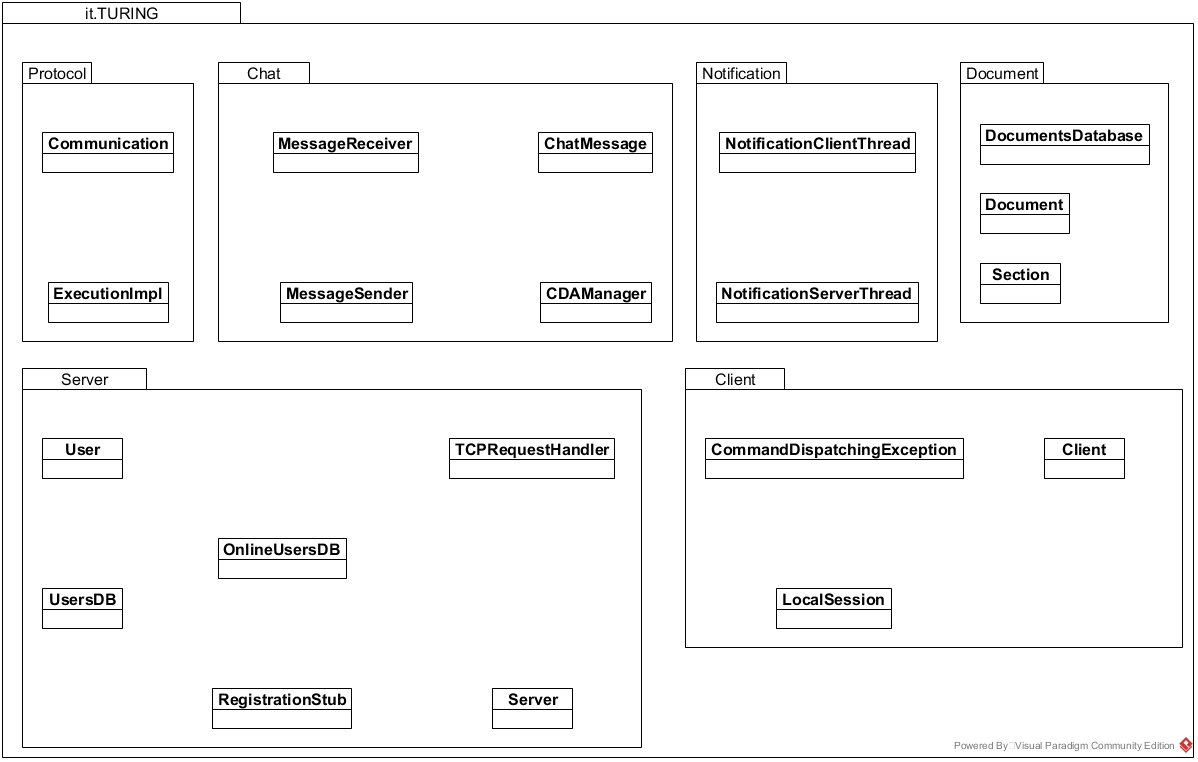 it.TURING
Protocol
Communication
ExecutionImpl
Chat
MessageReceiver
ChatMessage
MessageSender
CDAManager
Notification
NotificationClientThread
NotificationServerThread
Document
DocumentsDatabase
Document
Section
Server
User
TCPRequestHandler
OnlineUsersDB
UsersDB
RegistrationStub
Server
Client
CommandDispatchingException
Client
LocalSession
Powered By Visual Paradigm Community Edition